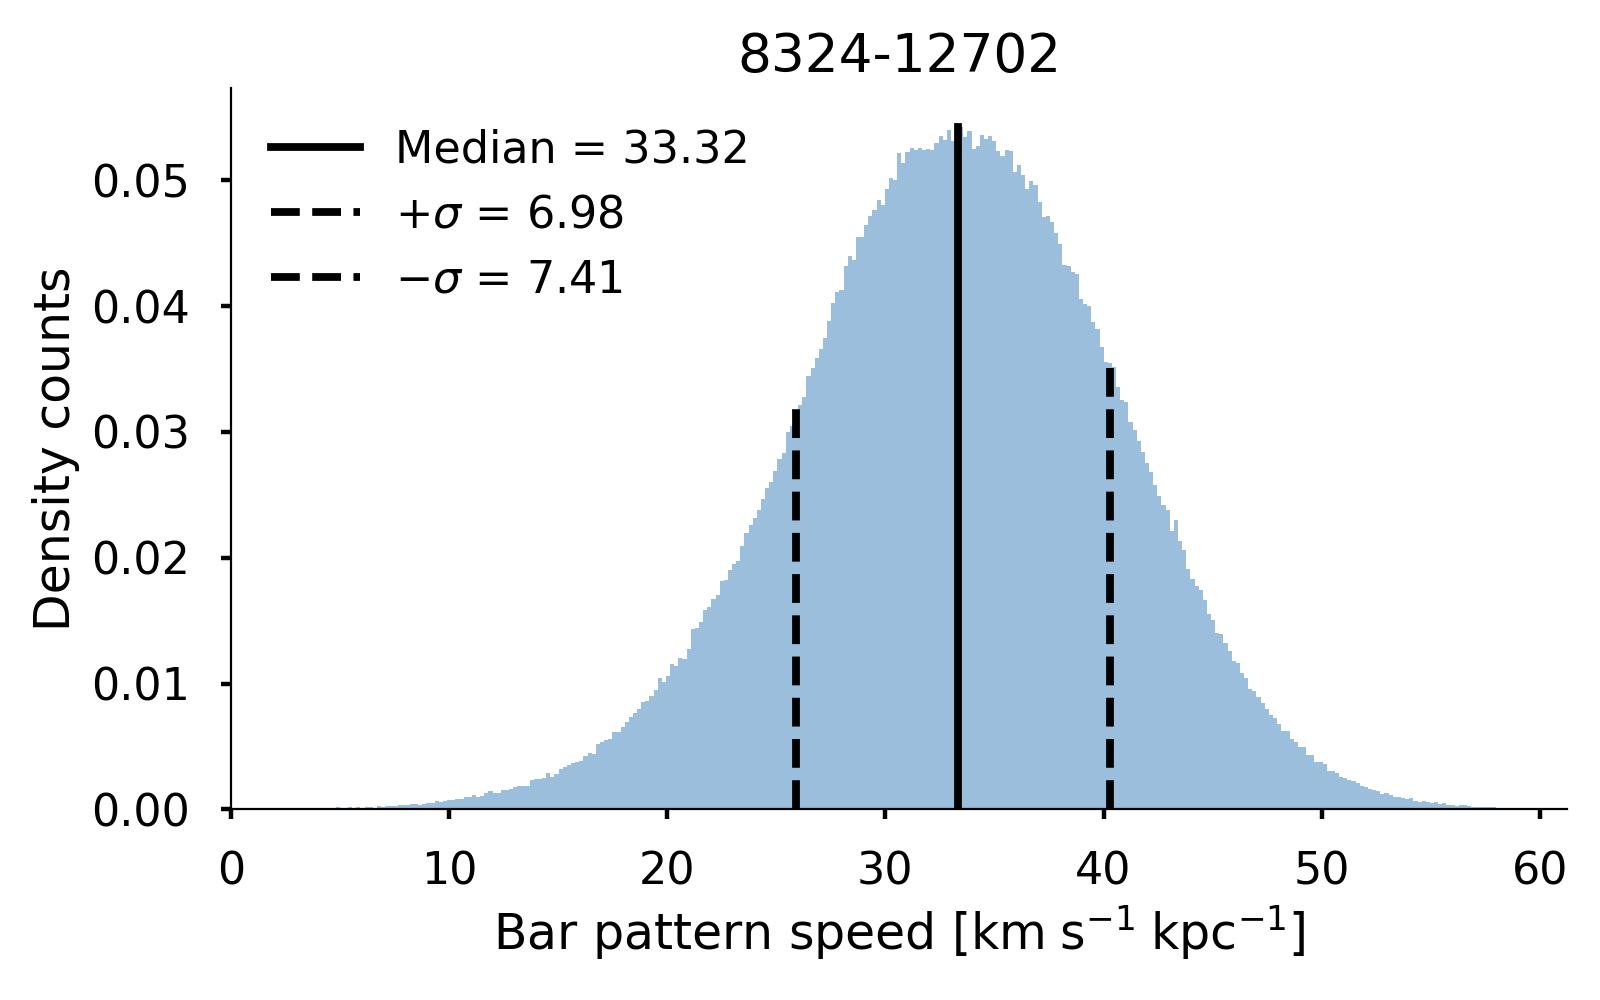 8324-12702
Median = 33.32
+σ = 6.98
−σ = 7.41
Density counts
0.05
0.04
0.03
0.02
0.01
0.00
0 10 20 30 40 50 60
Bar pattern speed [km s⁻¹ kpc⁻¹]